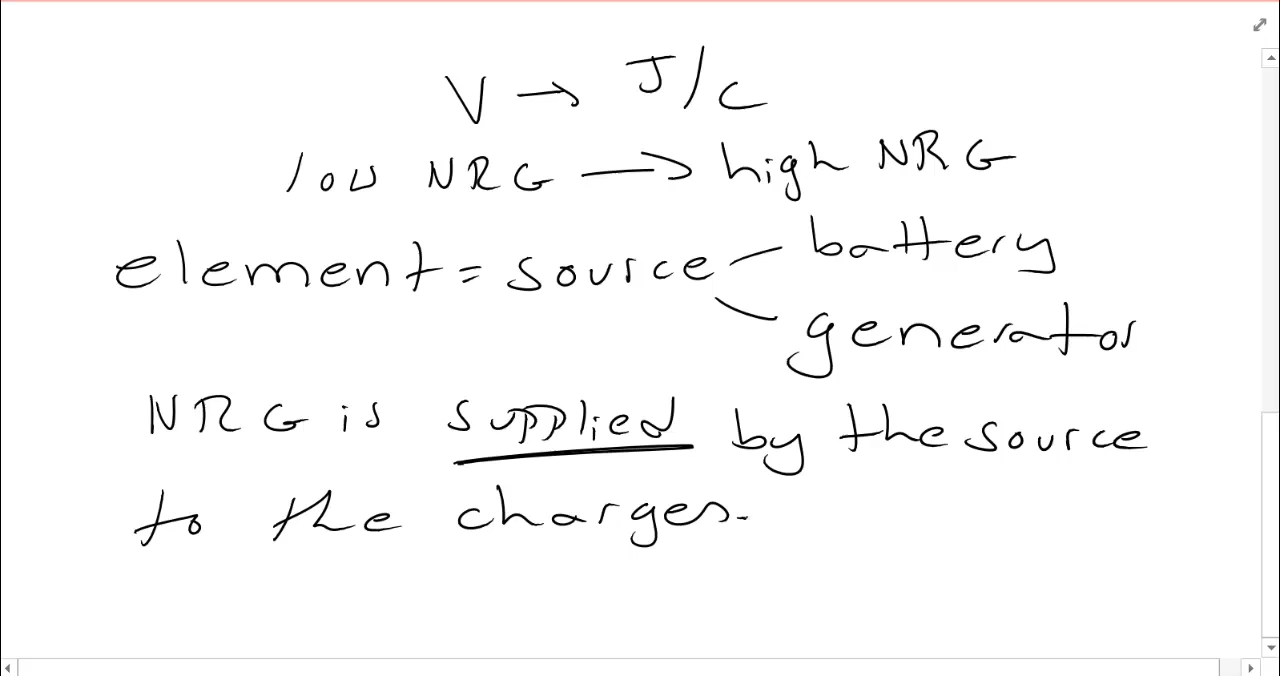 V → J/C
low NRG → high NRG
element = source battery
generator
NRG is supplied by the source
to the charges.